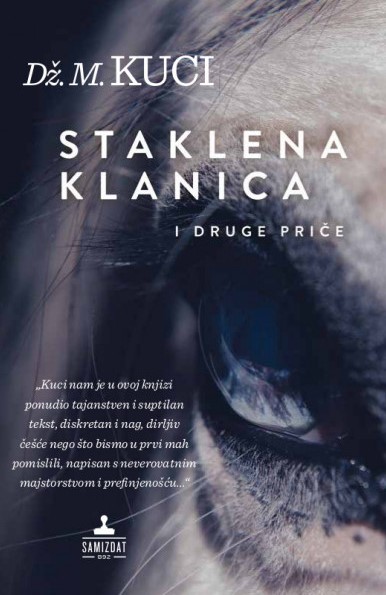 Dž. M. KUCI
STAKLENA
KLANICA
I DRUGE PRIČE
„Kuci nam je u ovoj knjizi
ponudio tajanstven i suptilan
tekst, diskretan i nag, dirljiv
češće nego što bismo u prvi mah
pomislili, napisan s neverovatnim
majstorstvom i prefinjenošću...“
SAMIZDAT
B92